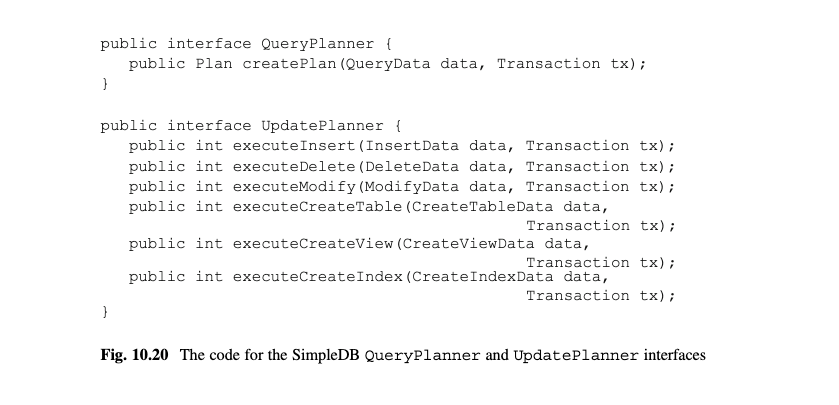 public interface QueryPlanner {
public Plan createPlan(QueryData data, Transaction tx);
}
public interface UpdatePlanner {
public int executeInsert(InsertData data, Transaction tx);
public int executeDelete(DeleteData data, Transaction tx);
public int executeModify(ModifyData data, Transaction tx);
public int executeCreateTable(CreateTableData data,
Transaction tx);
public int executeCreateView(CreateViewData data,
Transaction tx);
public int executeCreateIndex(CreateIndexData data,
Transaction tx);
}
Fig. 10.20 The code for the SimpleDB QueryPlanner and UpdatePlanner interfaces